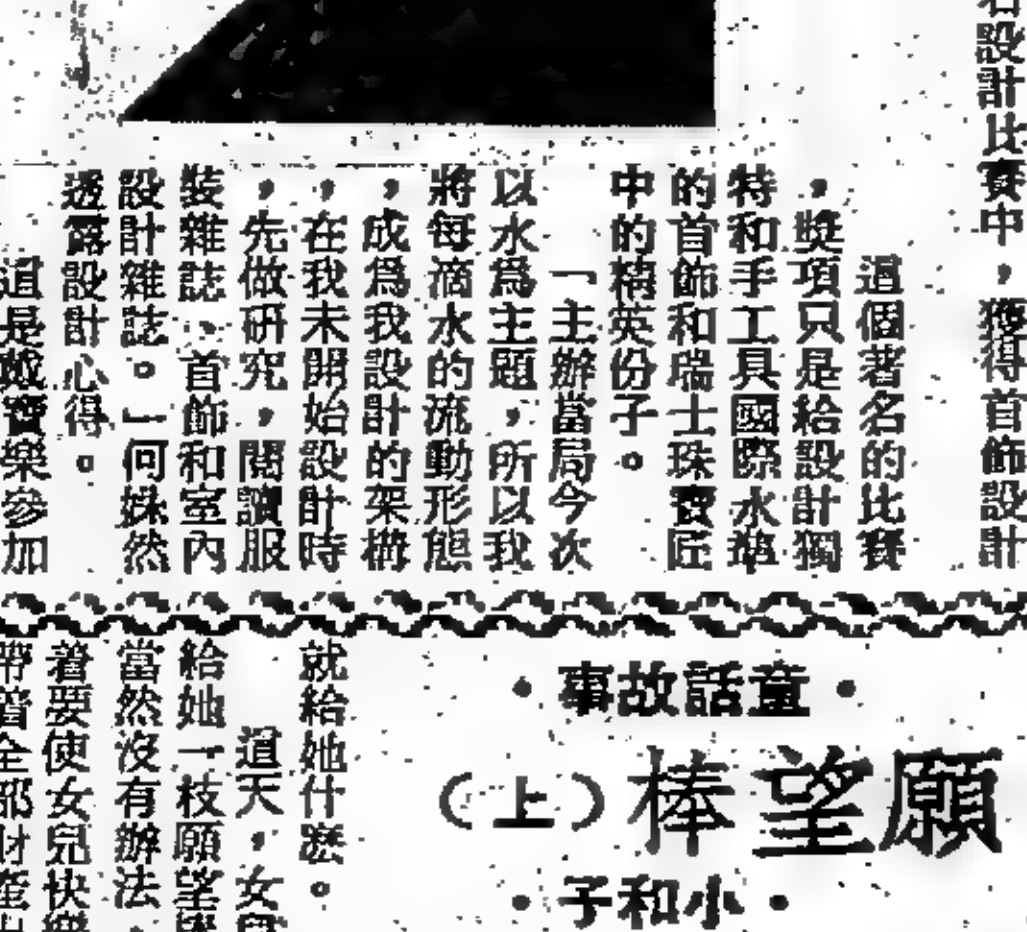 設計比賽中，獲得首飾設計
這個著名的比賽
，獎項只是給設計獨
特和手工具國際水準
的首飾和瑞士珠寶匠
中的精英份子。
「主辦當局今次
以水爲主題，所以我
將每滴水的流動形態
，成爲我設計的架構
，在我未開始設計時
，先做研究，閱讀服
裝雜誌、首飾和室內
設計雜誌。」何姝然
透露設計心得。
這是戴寶樂參加
•童話故事•
願望棒（上）
•小和子•
就給她什麽。
這天，女
給她一枝願望
當然沒有辦法，
着要使女兒快樂
帶着全部財產